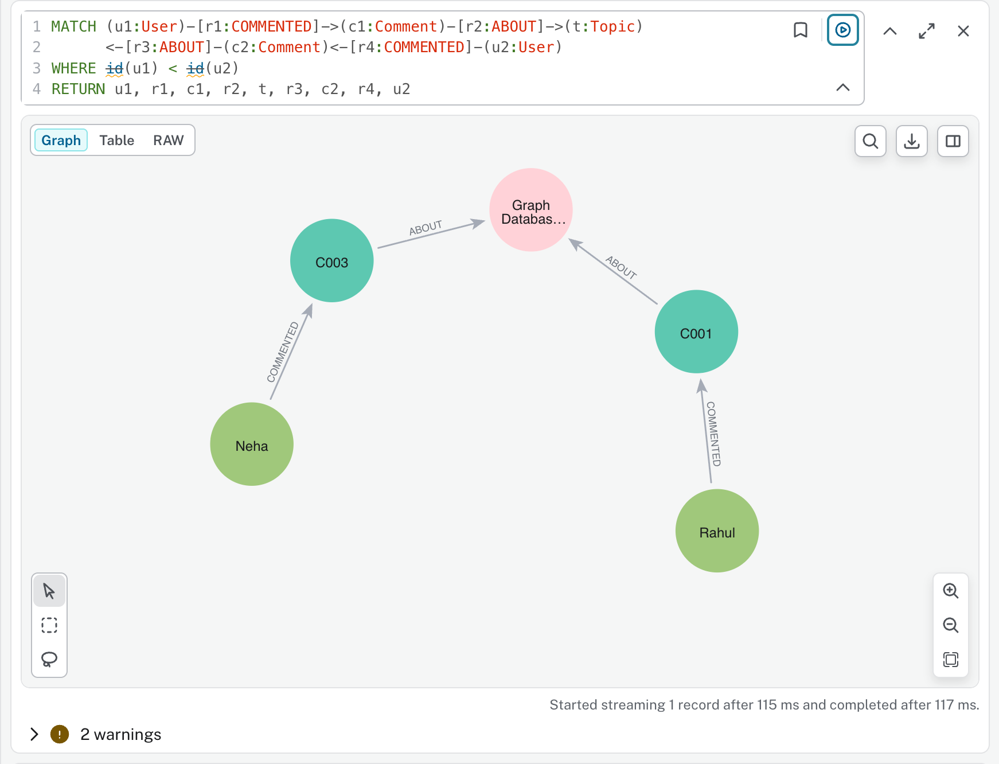 1 MATCH (u1:User)-[r1:COMMENTED]->(c1:Comment)-[r2:ABOUT]->(t:Topic)
2       <-[r3:ABOUT]-(c2:Comment)<-[r4:COMMENTED]-(u2:User)
3 WHERE id(u1) < id(u2)
4 RETURN u1, r1, c1, r2, t, r3, c2, r4, u2
Graph Table RAW
Graph
Databas...
ABOUT
C003
ABOUT
C001
COMMENTED
COMMENTED
Neha
Rahul
Started streaming 1 record after 115 ms and completed after 117 ms.
! 2 warnings